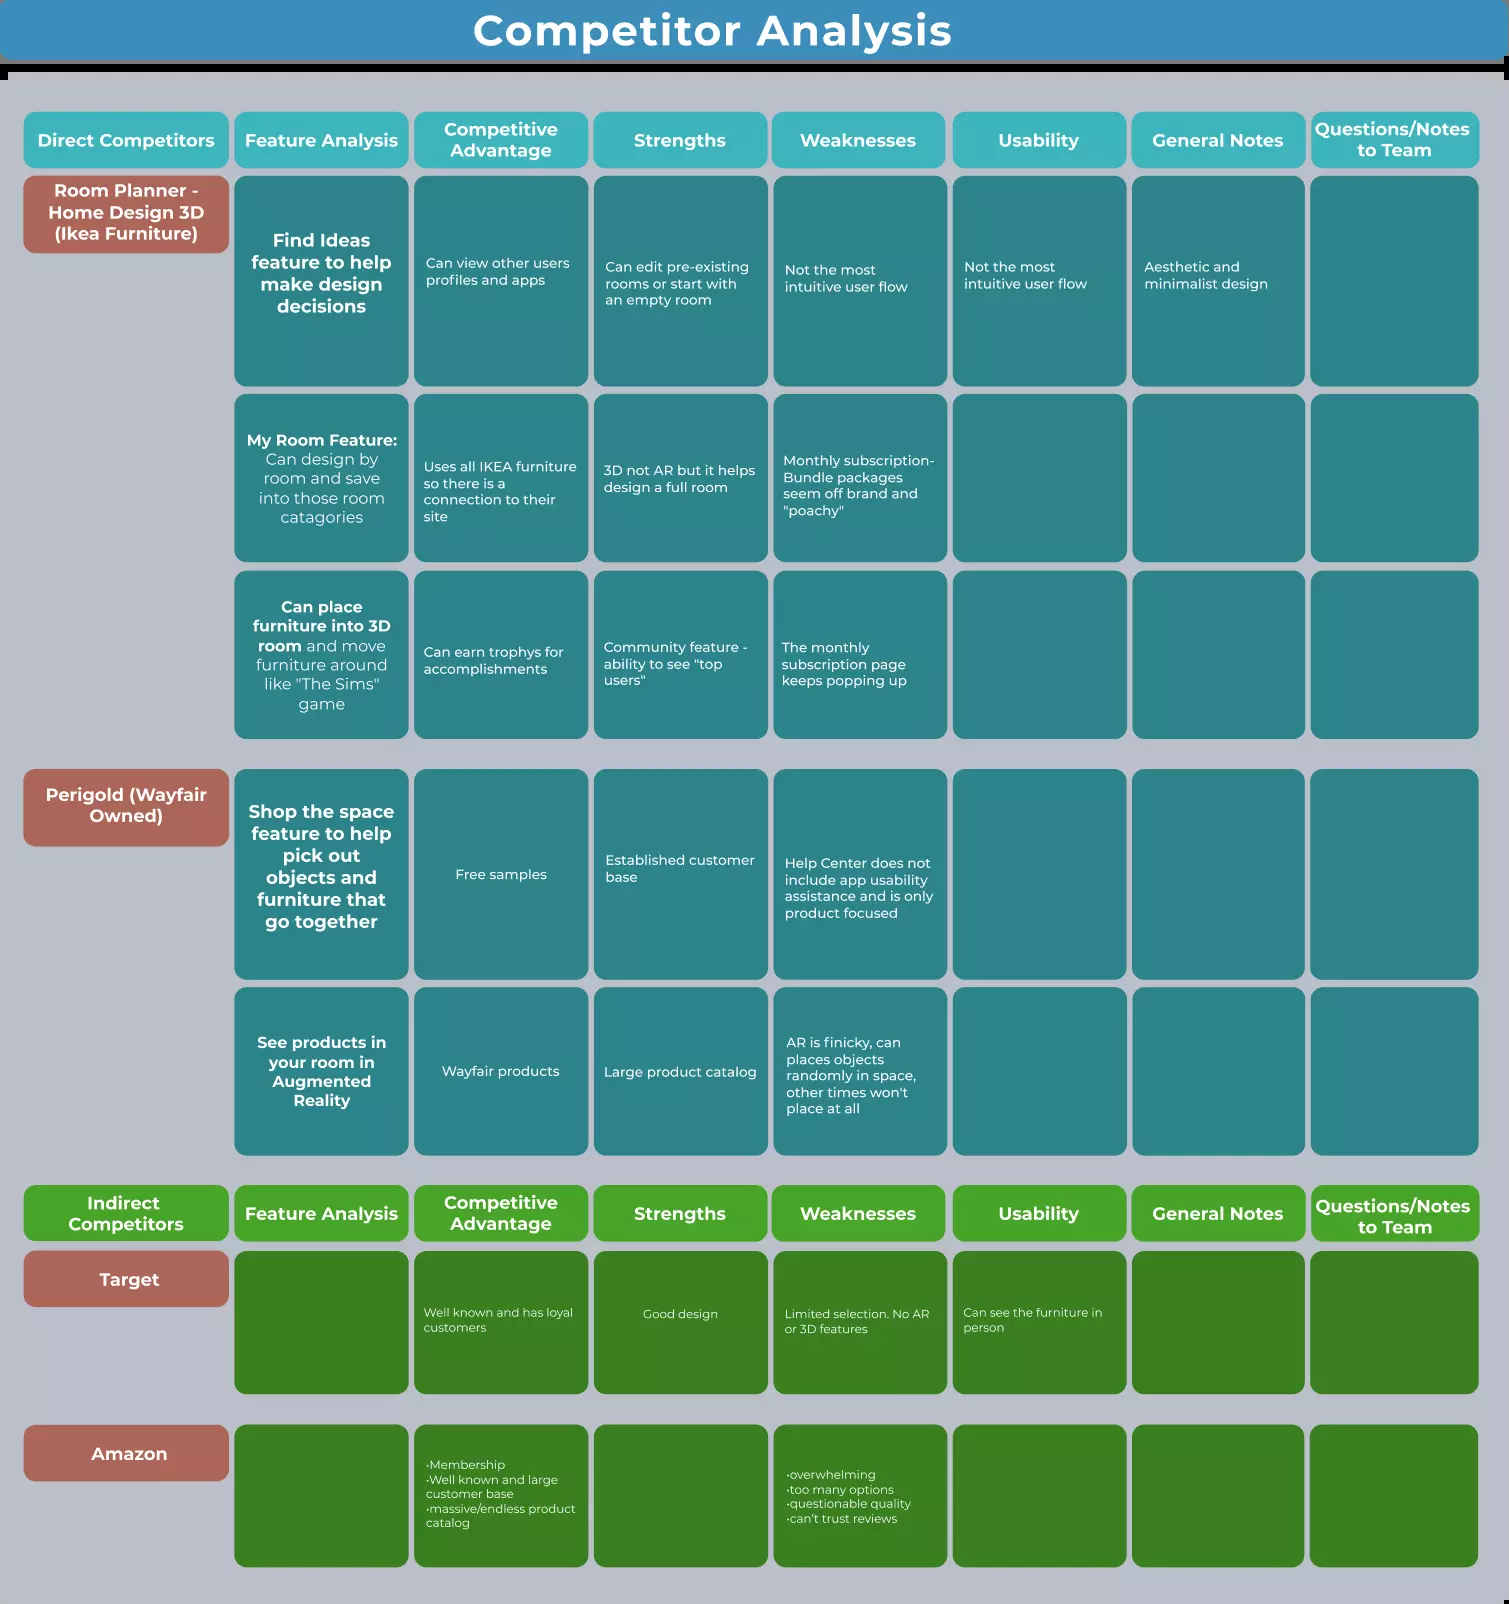 Competitor Analysis
Direct Competitors
Feature Analysis
Competitive
Advantage
Strengths
Weaknesses
Usability
General Notes
Questions/Notes
to Team
Room Planner -
Home Design 3D
(Ikea Furniture)
Find Ideas
feature to help
make design
decisions
Can view other users
profiles and apps
Can edit pre-existing
rooms or start with
an empty room
Not the most
intuitive user flow
Not the most
intuitive user flow
Aesthetic and
minimalist design
My Room Feature:
Can design by
room and save
into those room
catagories
Uses all IKEA furniture
so there is a
connection to their
site
3D not AR but it helps
design a full room
Monthly subscription-
Bundle packages
seem off brand and
"poachy"
Can place
furniture into 3D
room and move
furniture around
like "The Sims"
game
Can earn trophys for
accomplishments
Community feature -
ability to see "top
users"
The monthly
subscription page
keeps popping up
Perigold (Wayfair
Owned)
Shop the space
feature to help
pick out
objects and
furniture that
go together
Free samples
Established customer
base
Help Center does not
include app usability
assistance and is only
product focused
See products in
your room in
Augmented
Reality
Wayfair products
Large product catalog
AR is finicky, can
places objects
randomly in space,
other times won't
place at all
Indirect
Competitors
Feature Analysis
Competitive
Advantage
Strengths
Weaknesses
Usability
General Notes
Questions/Notes
to Team
Target
Well known and has loyal
customers
Good design
Limited selection. No AR
or 3D features
Can see the furniture in
person
Amazon
•Membership
•Well known and large
customer base
•massive/endless product
catalog
•overwhelming
•too many options
•questionable quality
•can't trust reviews